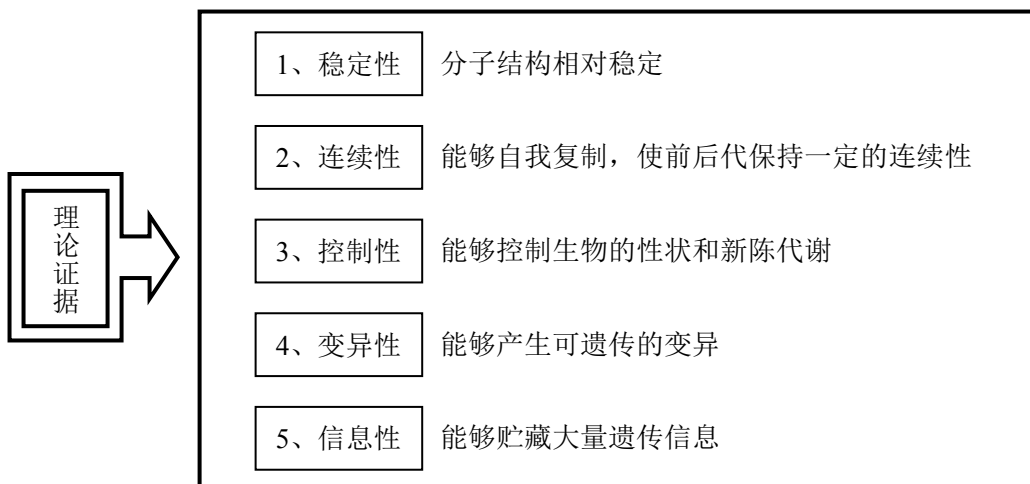 1、稳定性 分子结构相对稳定
2、连续性 能够自我复制，使前后代保持一定的连续性
理论证据
3、控制性 能够控制生物的性状和新陈代谢
4、变异性 能够产生可遗传的变异
5、信息性 能够贮藏大量遗传信息